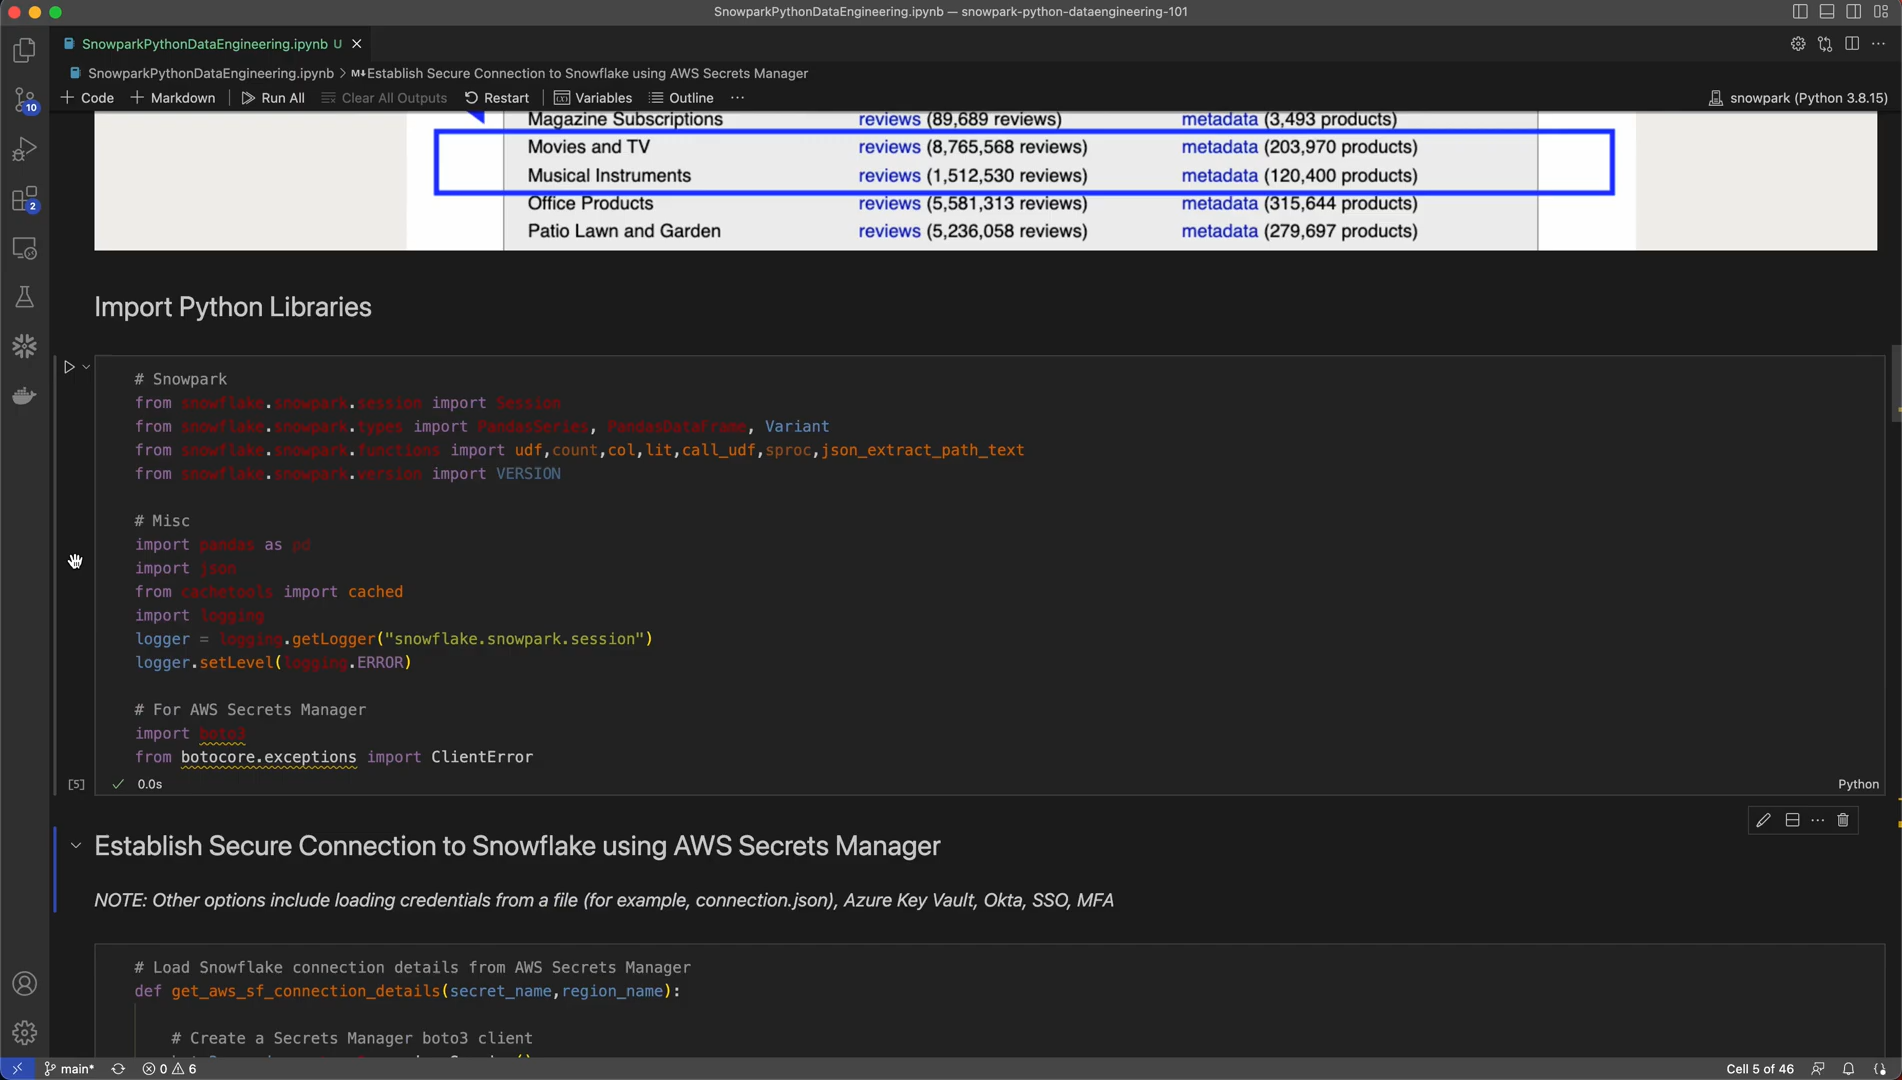 SnowparkPythonDataEngineering.ipynb — snowpark-python-dataengineering-101
SnowparkPythonDataEngineering.ipynb U
SnowparkPythonDataEngineering.ipynb > M↓Establish Secure Connection to Snowflake using AWS Secrets Manager
+ Code + Markdown Run All Clear All Outputs Restart Variables Outline ··· snowpark (Python 3.8.15)
10
2
Magazine Subscriptions reviews (89,689 reviews) metadata (3,493 products)
Movies and TV reviews (8,765,568 reviews) metadata (203,970 products)
Musical Instruments reviews (1,512,530 reviews) metadata (120,400 products)
Office Products reviews (5,581,313 reviews) metadata (315,644 products)
Patio Lawn and Garden reviews (5,236,058 reviews) metadata (279,697 products)
Import Python Libraries
# Snowpark
from snowflake.snowpark.session import Session
from snowflake.snowpark.types import PandasSeries, PandasDataFrame, Variant
from snowflake.snowpark.functions import udf,count,col,lit,call_udf,sproc,json_extract_path_text
from snowflake.snowpark.version import VERSION
# Misc
import pandas as pd
import json
from cachetools import cached
import logging
logger = logging.getLogger("snowflake.snowpark.session")
logger.setLevel(logging.ERROR)
# For AWS Secrets Manager
import boto3
from botocore.exceptions import ClientError
[5] ✓ 0.0s Python
Establish Secure Connection to Snowflake using AWS Secrets Manager
NOTE: Other options include loading credentials from a file (for example, connection.json), Azure Key Vault, Okta, SSO, MFA
# Load Snowflake connection details from AWS Secrets Manager
def get_aws_sf_connection_details(secret_name,region_name):
# Create a Secrets Manager boto3 client
main* 0 6 Cell 5 of 46